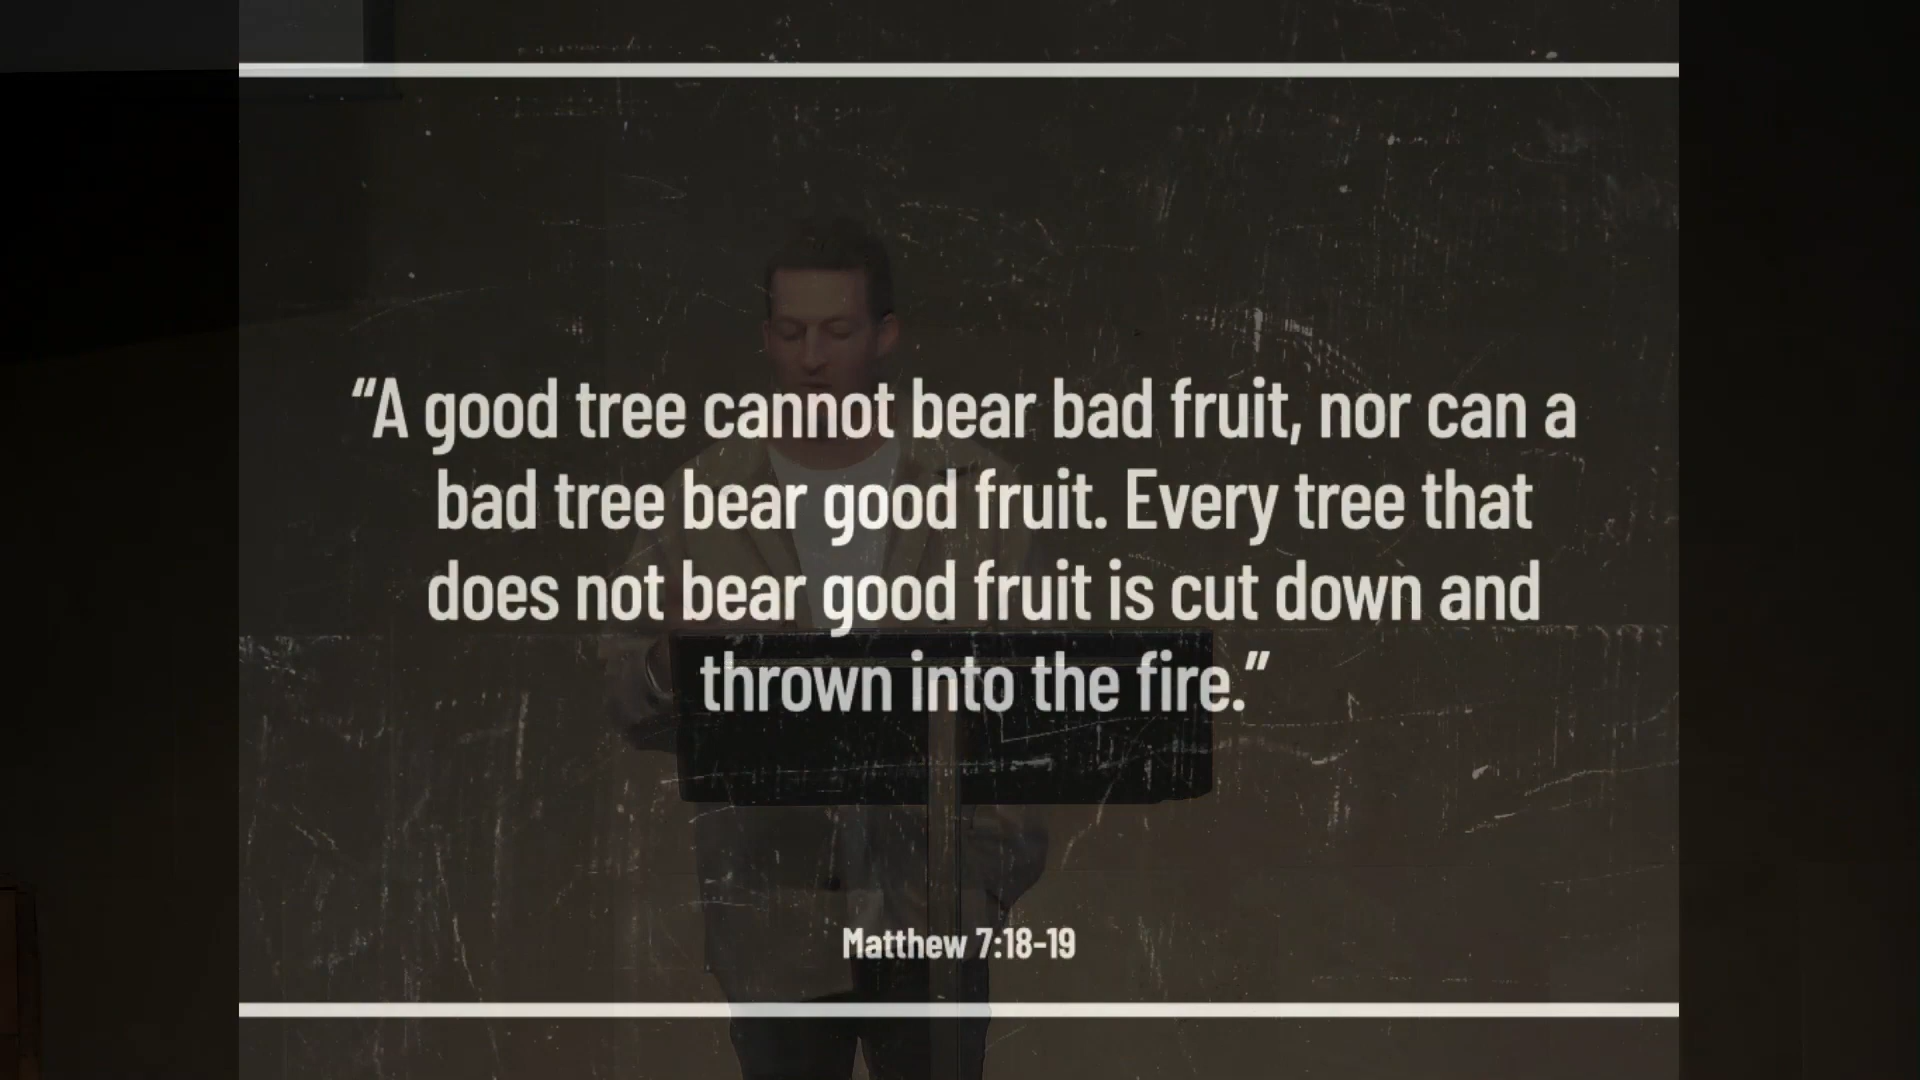 “A good tree cannot bear bad fruit, nor can a
bad tree bear good fruit. Every tree that
does not bear good fruit is cut down and
thrown into the fire.”
Matthew 7:18-19